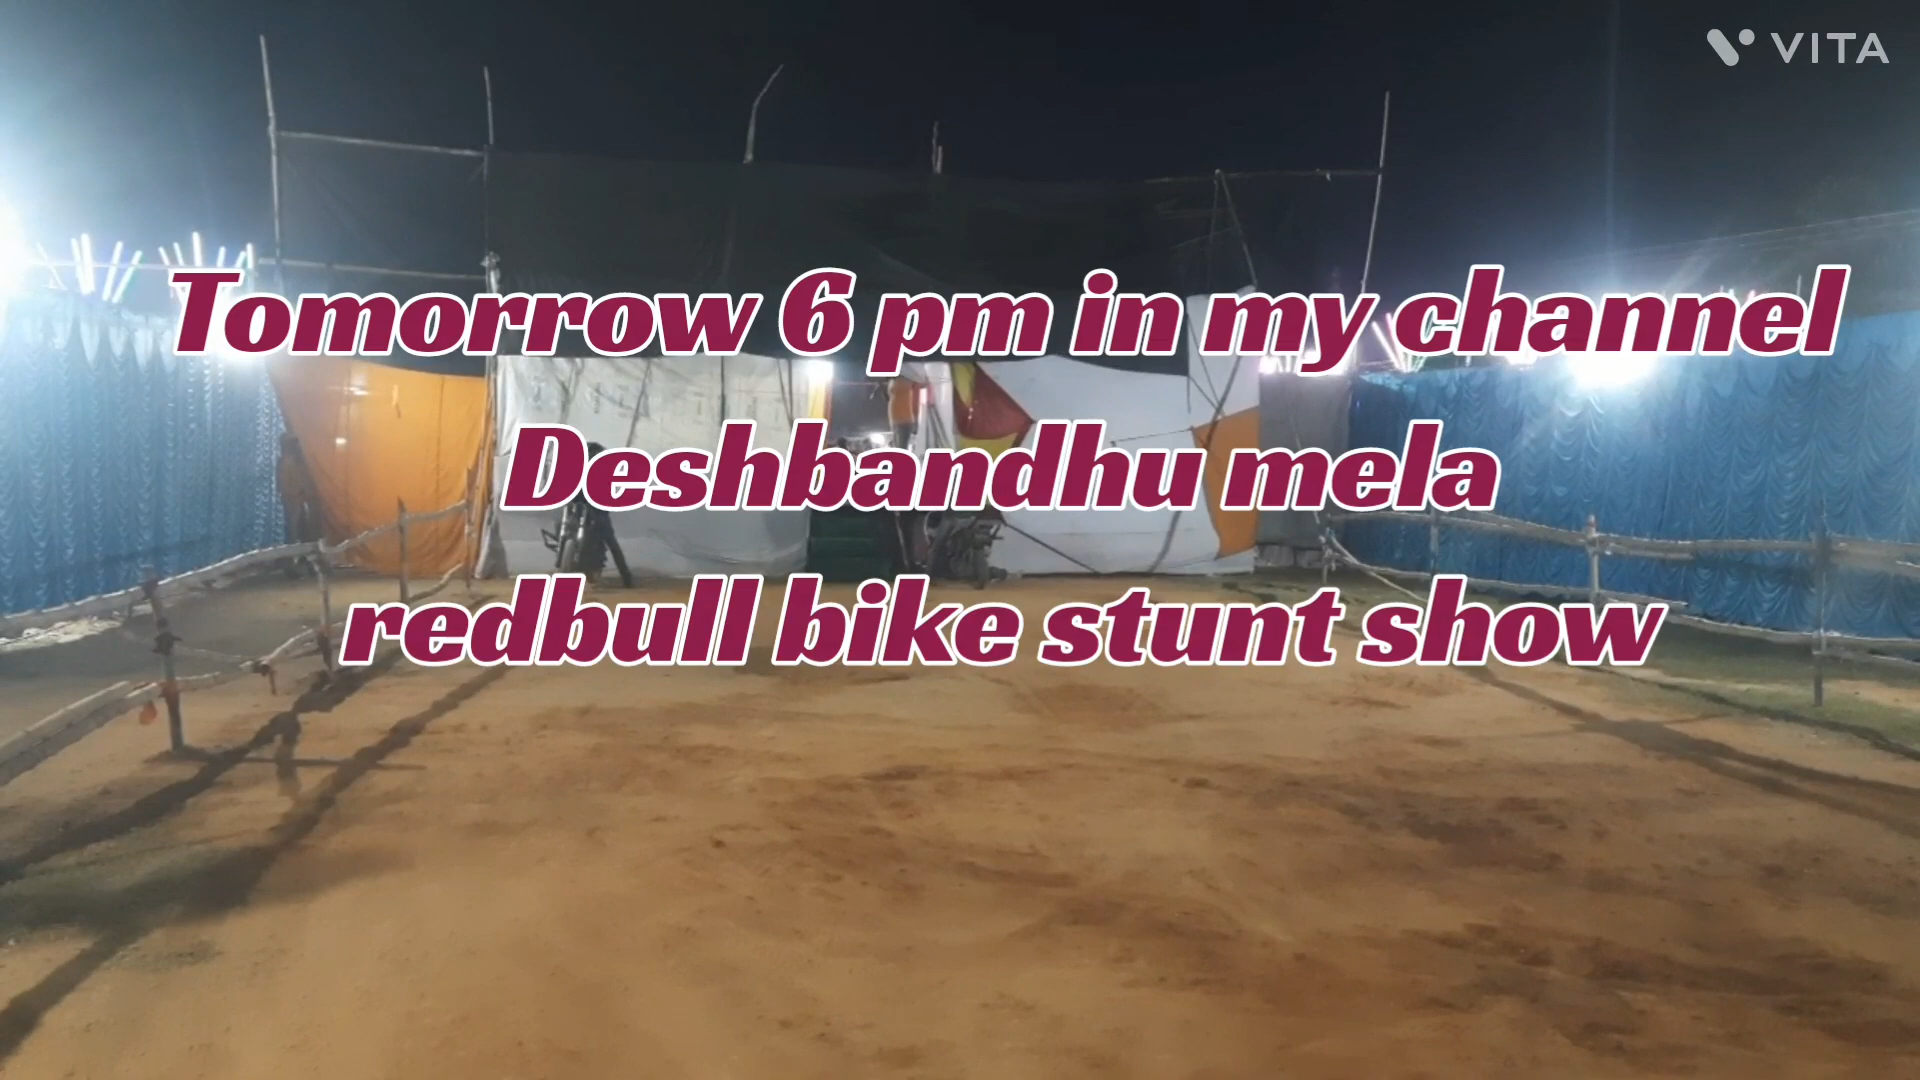 VITA
Tomorrow 6 pm in my channel
Deshbandhu mela
redbull bike stunt show